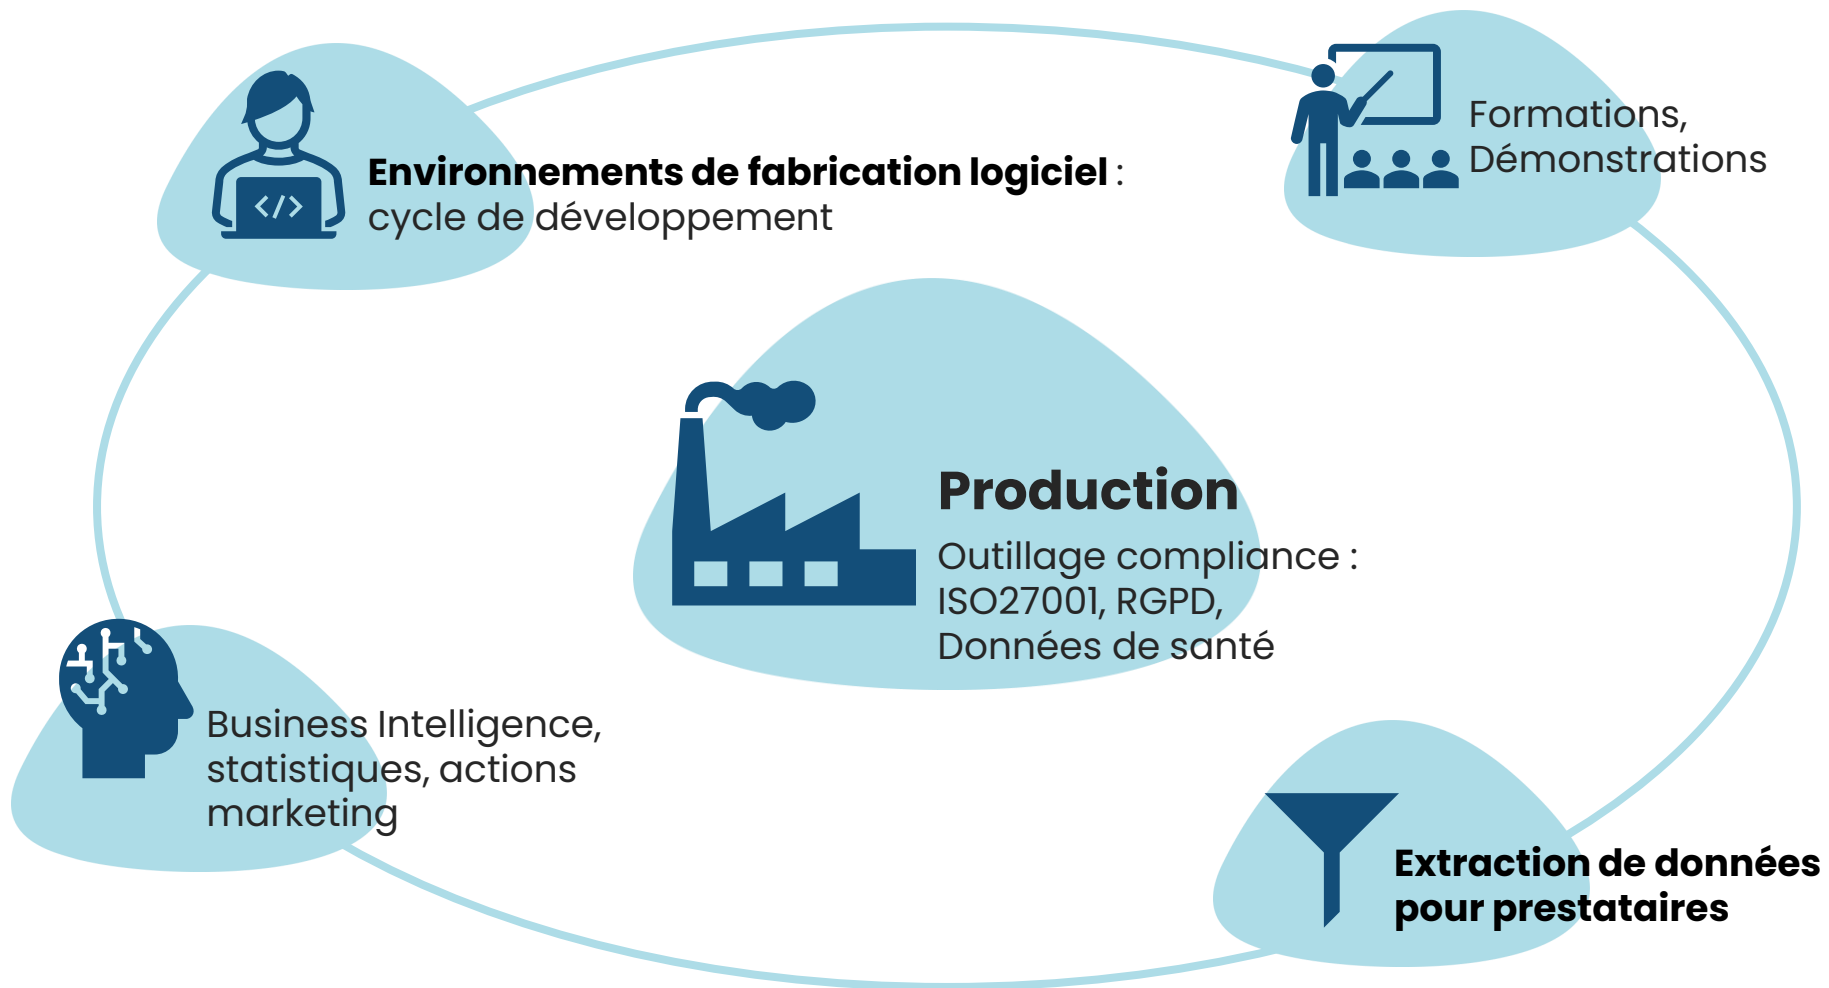 Environnements de fabrication logiciel :
cycle de développement
Formations,
Démonstrations
</>
Production
Outillage compliance :
ISO27001, RGPD,
Données de santé
Business Intelligence,
statistiques, actions
marketing
Extraction de données
pour prestataires